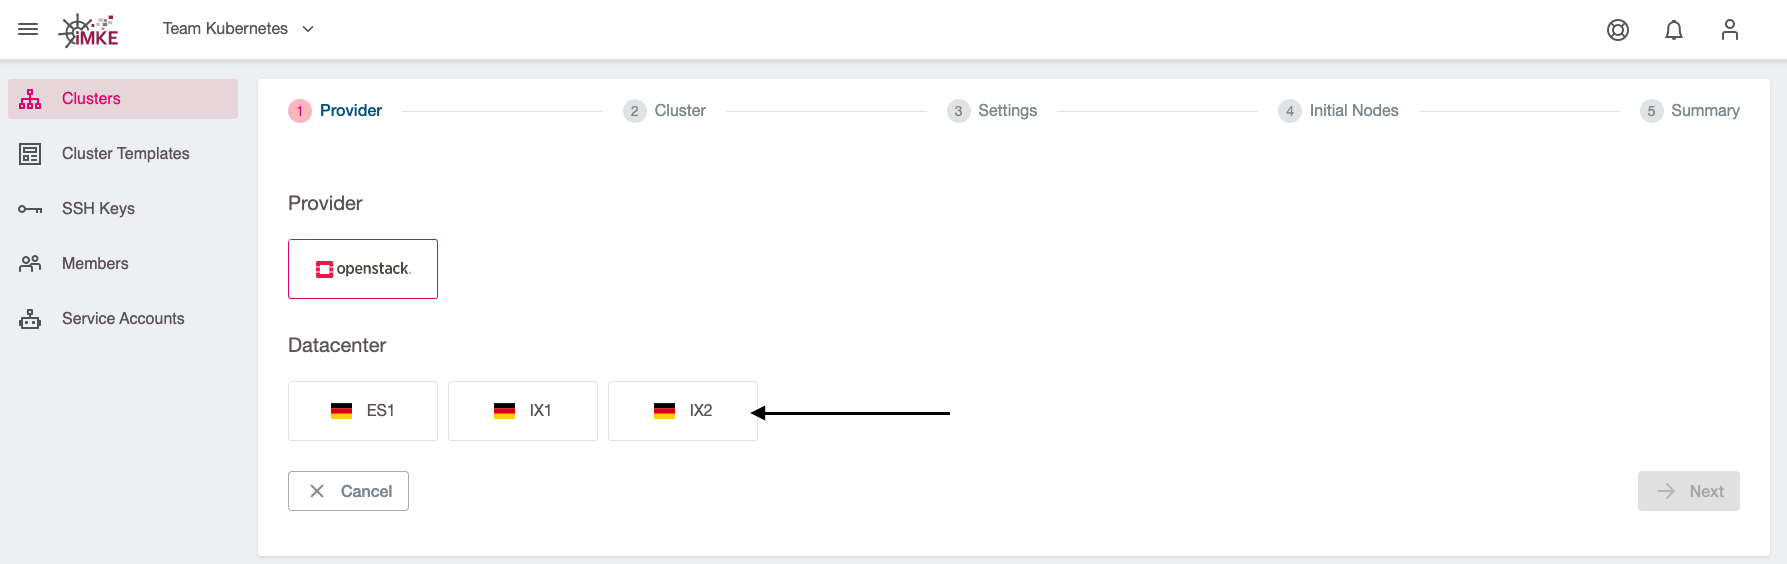 iMKE
Team Kubernetes
Clusters
Cluster Templates
SSH Keys
Members
Service Accounts
1 Provider
2 Cluster
3 Settings
4 Initial Nodes
5 Summary
Provider
openstack.
Datacenter
ES1
IX1
IX2
Cancel
Next